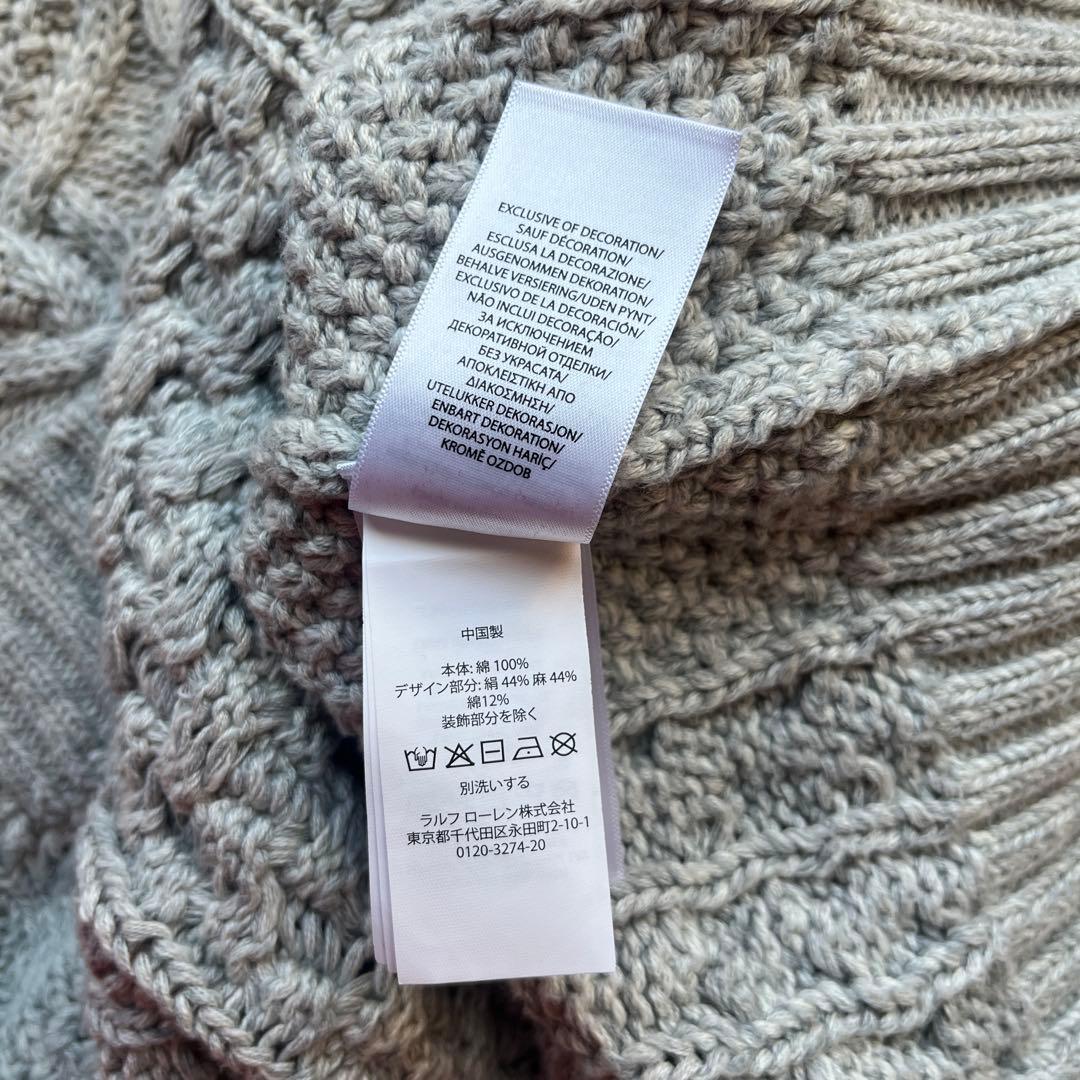 EXCLUSIVE OF DECORATION/
SAUF DÉCORATION/
ESCLUSA LA DECORAZIONE/
AUSGENOMMEN DEKORATION/
BEHALVE VERSIERING/UDEN PYNT/
EXCLUSIVO DE LA DECORACIÓN/
NÃO INCLUI DECORAÇÃO/
ЗА ИСКЛЮЧЕНИЕМ
ДЕКОРАТИВНОЙ ОТДЕЛКИ/
БЕЗ УКРАСАТА/
ΑΠΟΚΛΕΙΣΤΙΚΗ ΑΠΟ
ΔΙΑΚΟΣΜΗΣΗ/
UTELUKKER DEKORASJON/
ENBART DEKORATION/
DEKORASYON HARİÇ/
KROMĚ OZDOB
中国製
本体: 綿 100%
デザイン部分: 絹 44% 麻 44%
綿12%
装飾部分を除く
別洗いする
ラルフ ローレン株式会社
東京都千代田区永田町2-10-1
0120-3274-20